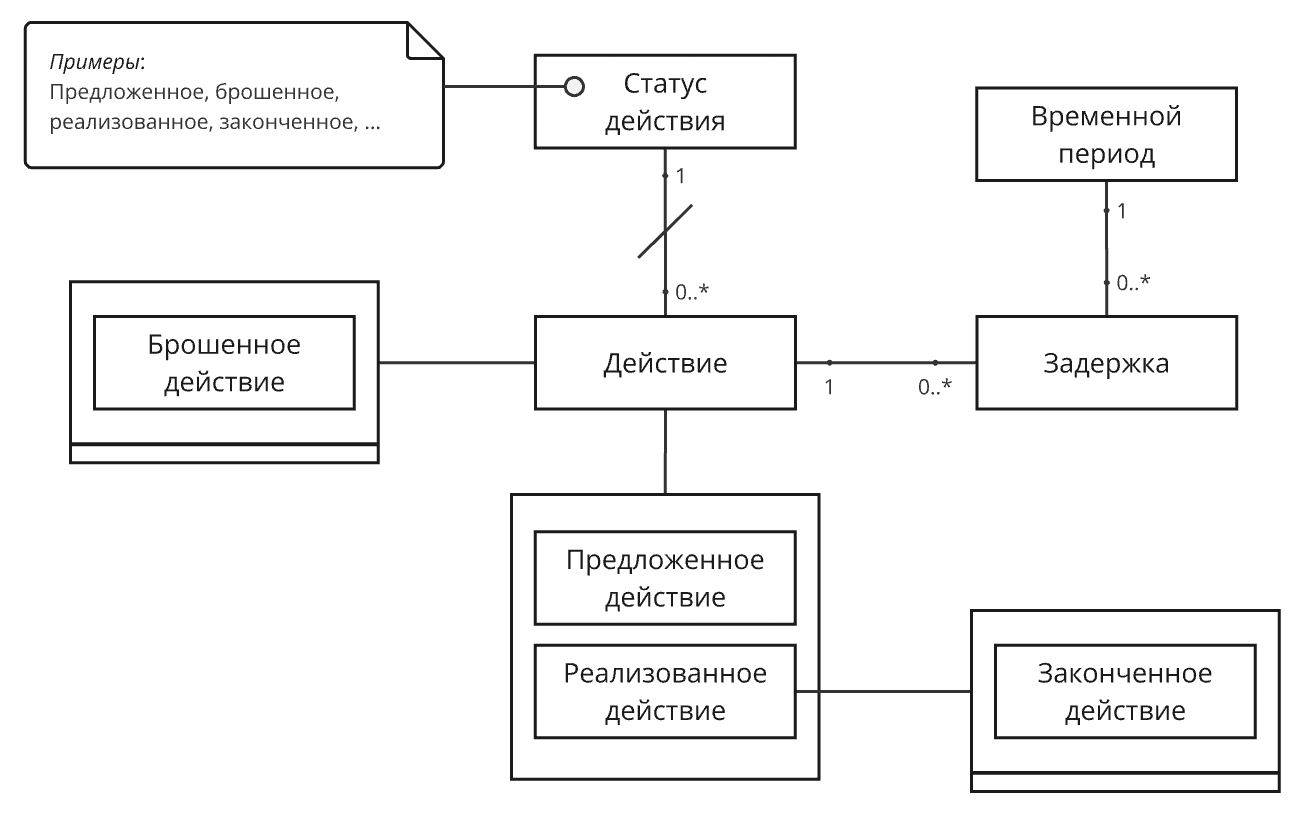 Примеры:
Предложенное, брошенное,
реализованное, законченное, ...
Статус
действия
Временной
период
1
1
0..*
0..*
Брошенное
действие
Действие
Задержка
1
0..*
Предложенное
действие
Реализованное
действие
Законченное
действие